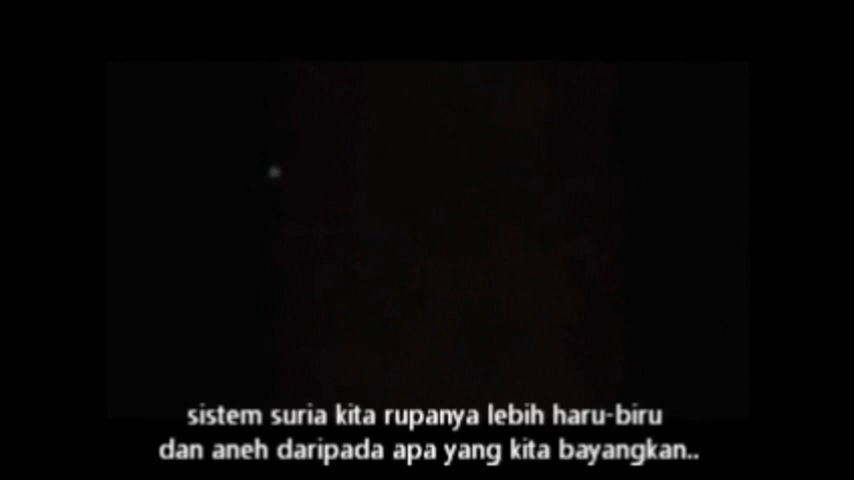 sistem suria kita rupanya lebih haru-biru
dan aneh daripada apa yang kita bayangkan..